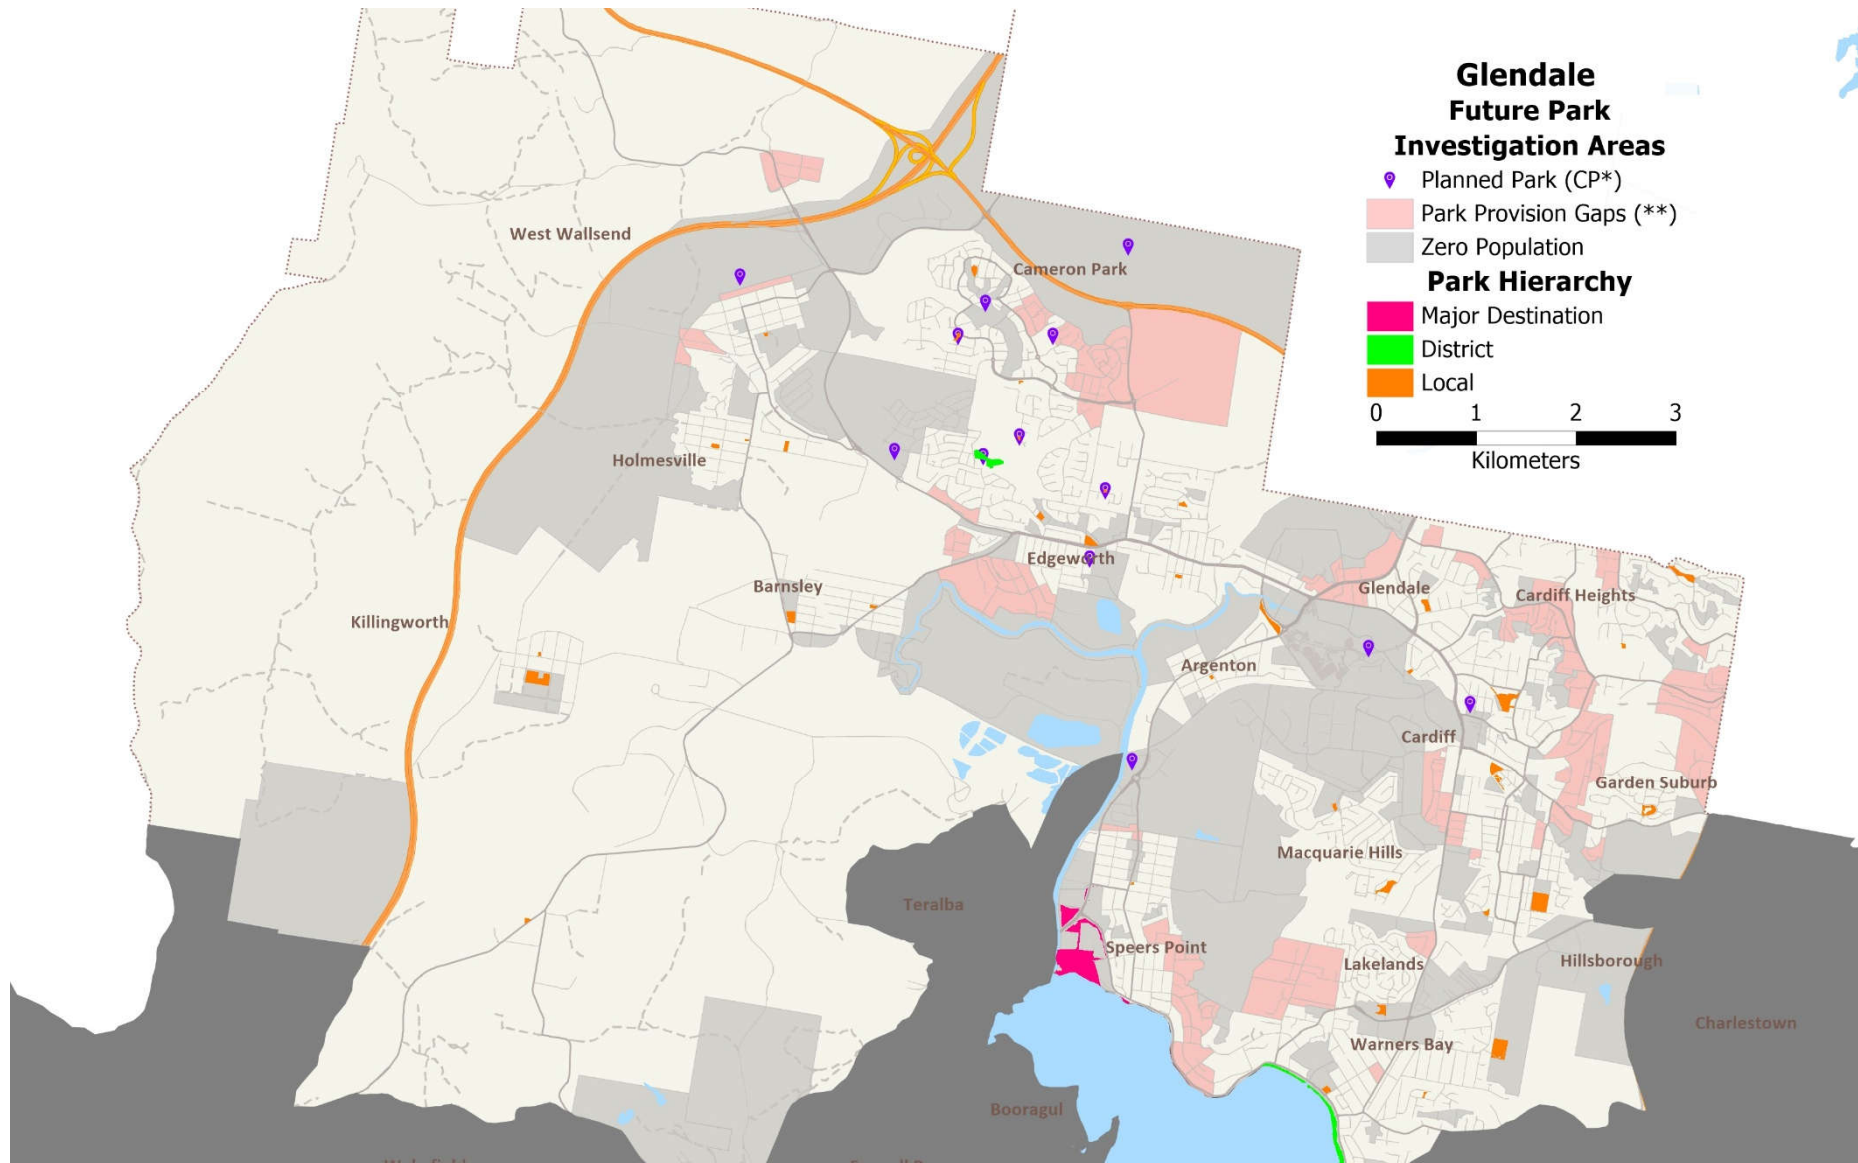 Glendale
Future Park
Investigation Areas
Planned Park (CP*)
Park Provision Gaps (**)
Zero Population
Park Hierarchy
Major Destination
District
Local
0 1 2 3
Kilometers
West Wallsend
Cameron Park
Holmesville
Edgeworth
Barnsley
Glendale
Cardiff Heights
Killingworth
Argenton
Cardiff
Garden Suburb
Macquarie Hills
Teralba
Speers Point
Lakelands
Hillsborough
Charlestown
Warners Bay
Booragul